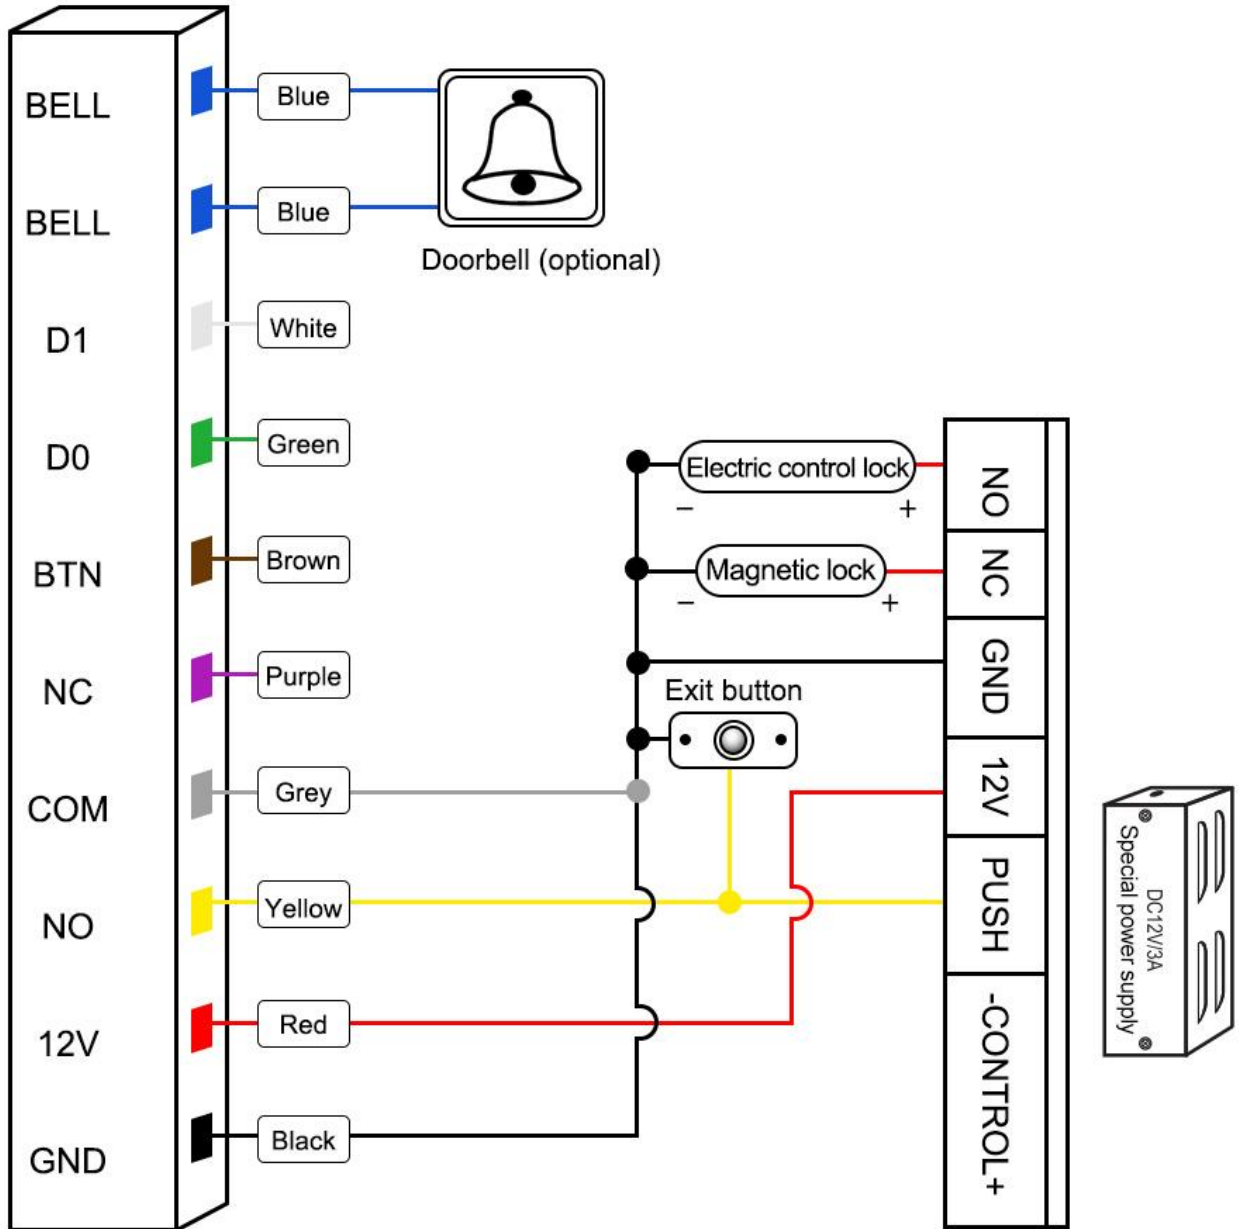 BELL
Blue
BELL
Blue
Doorbell (optional)
D1
White
D0
Green
BTN
Brown
NC
Purple
COM
Grey
NO
Yellow
12V
Red
GND
Black
Electric control lock
− +
Magnetic lock
− +
Exit button
NO
NC
GND
12V
PUSH
-CONTROL+
DC12V/3A
Special power supply